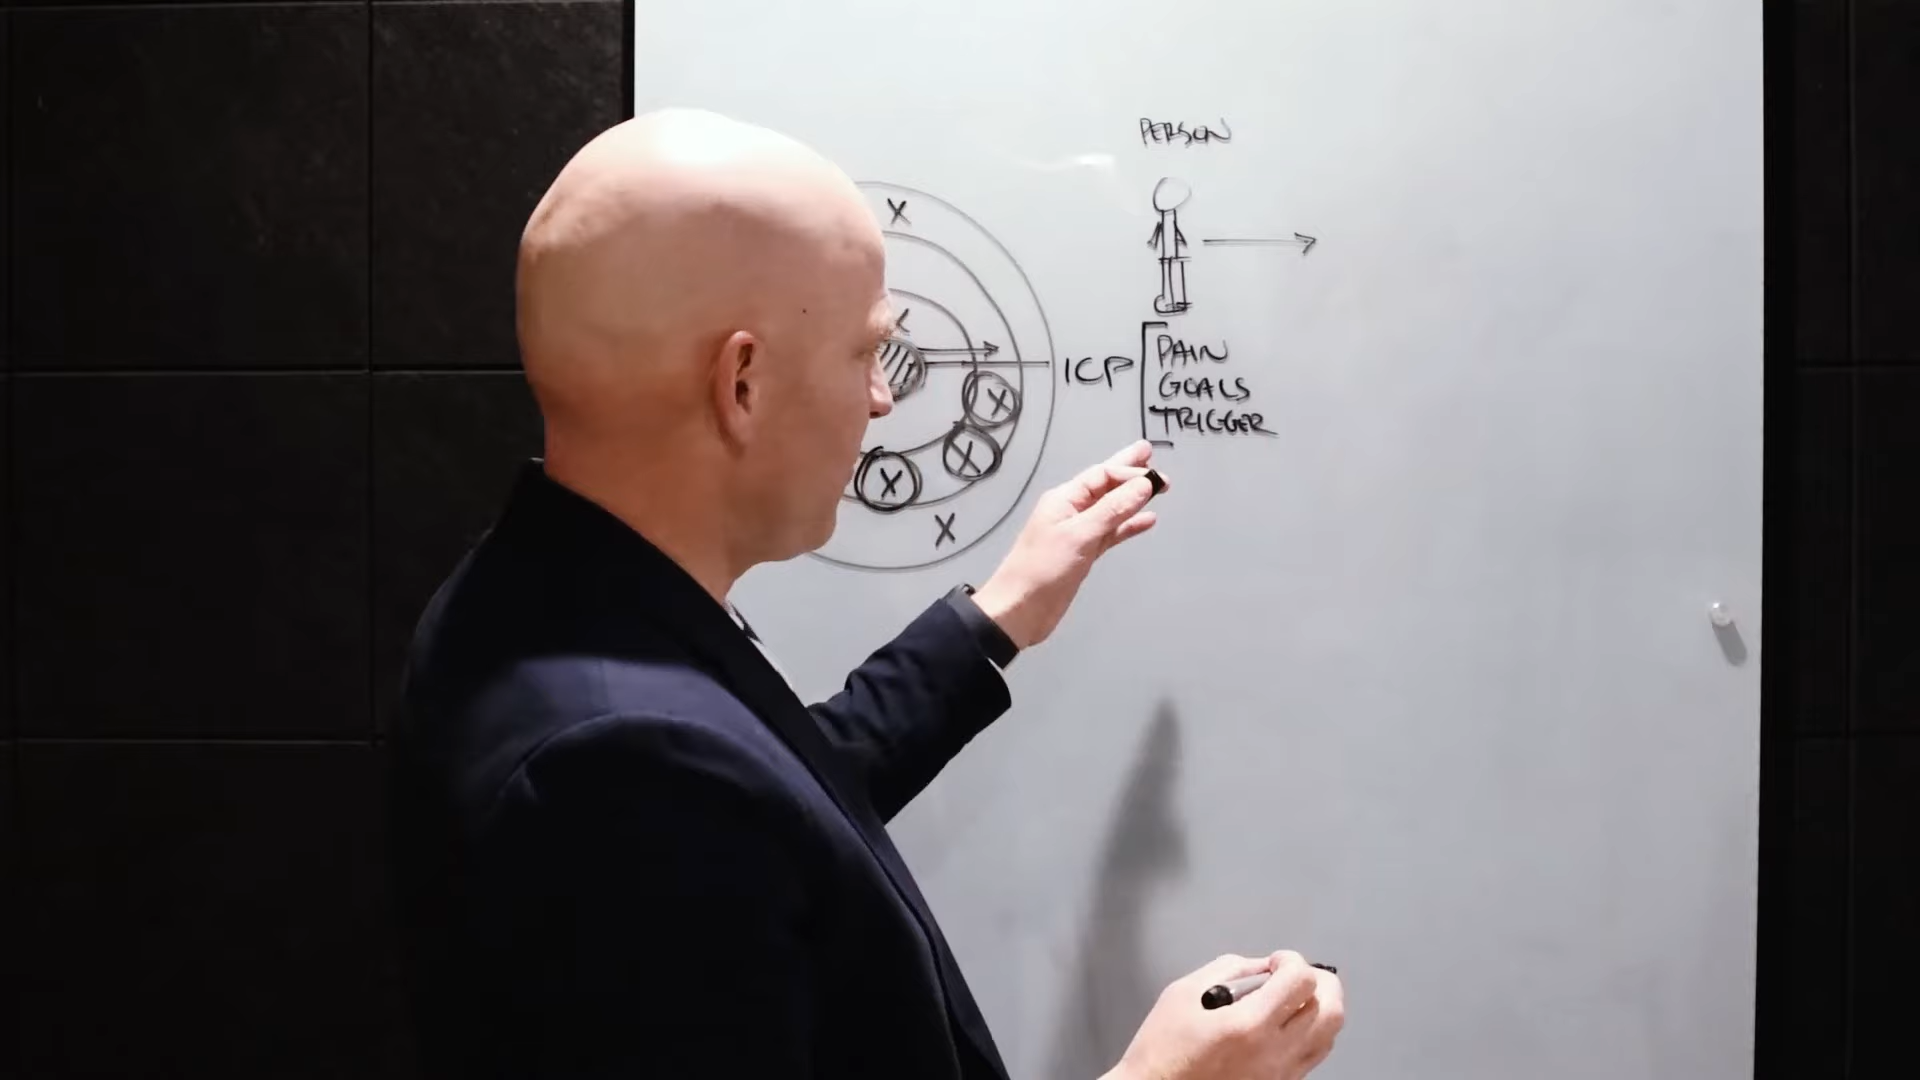 PERSON
X
ICP
PAIN
GOALS
TRIGGER
X
X
X
X